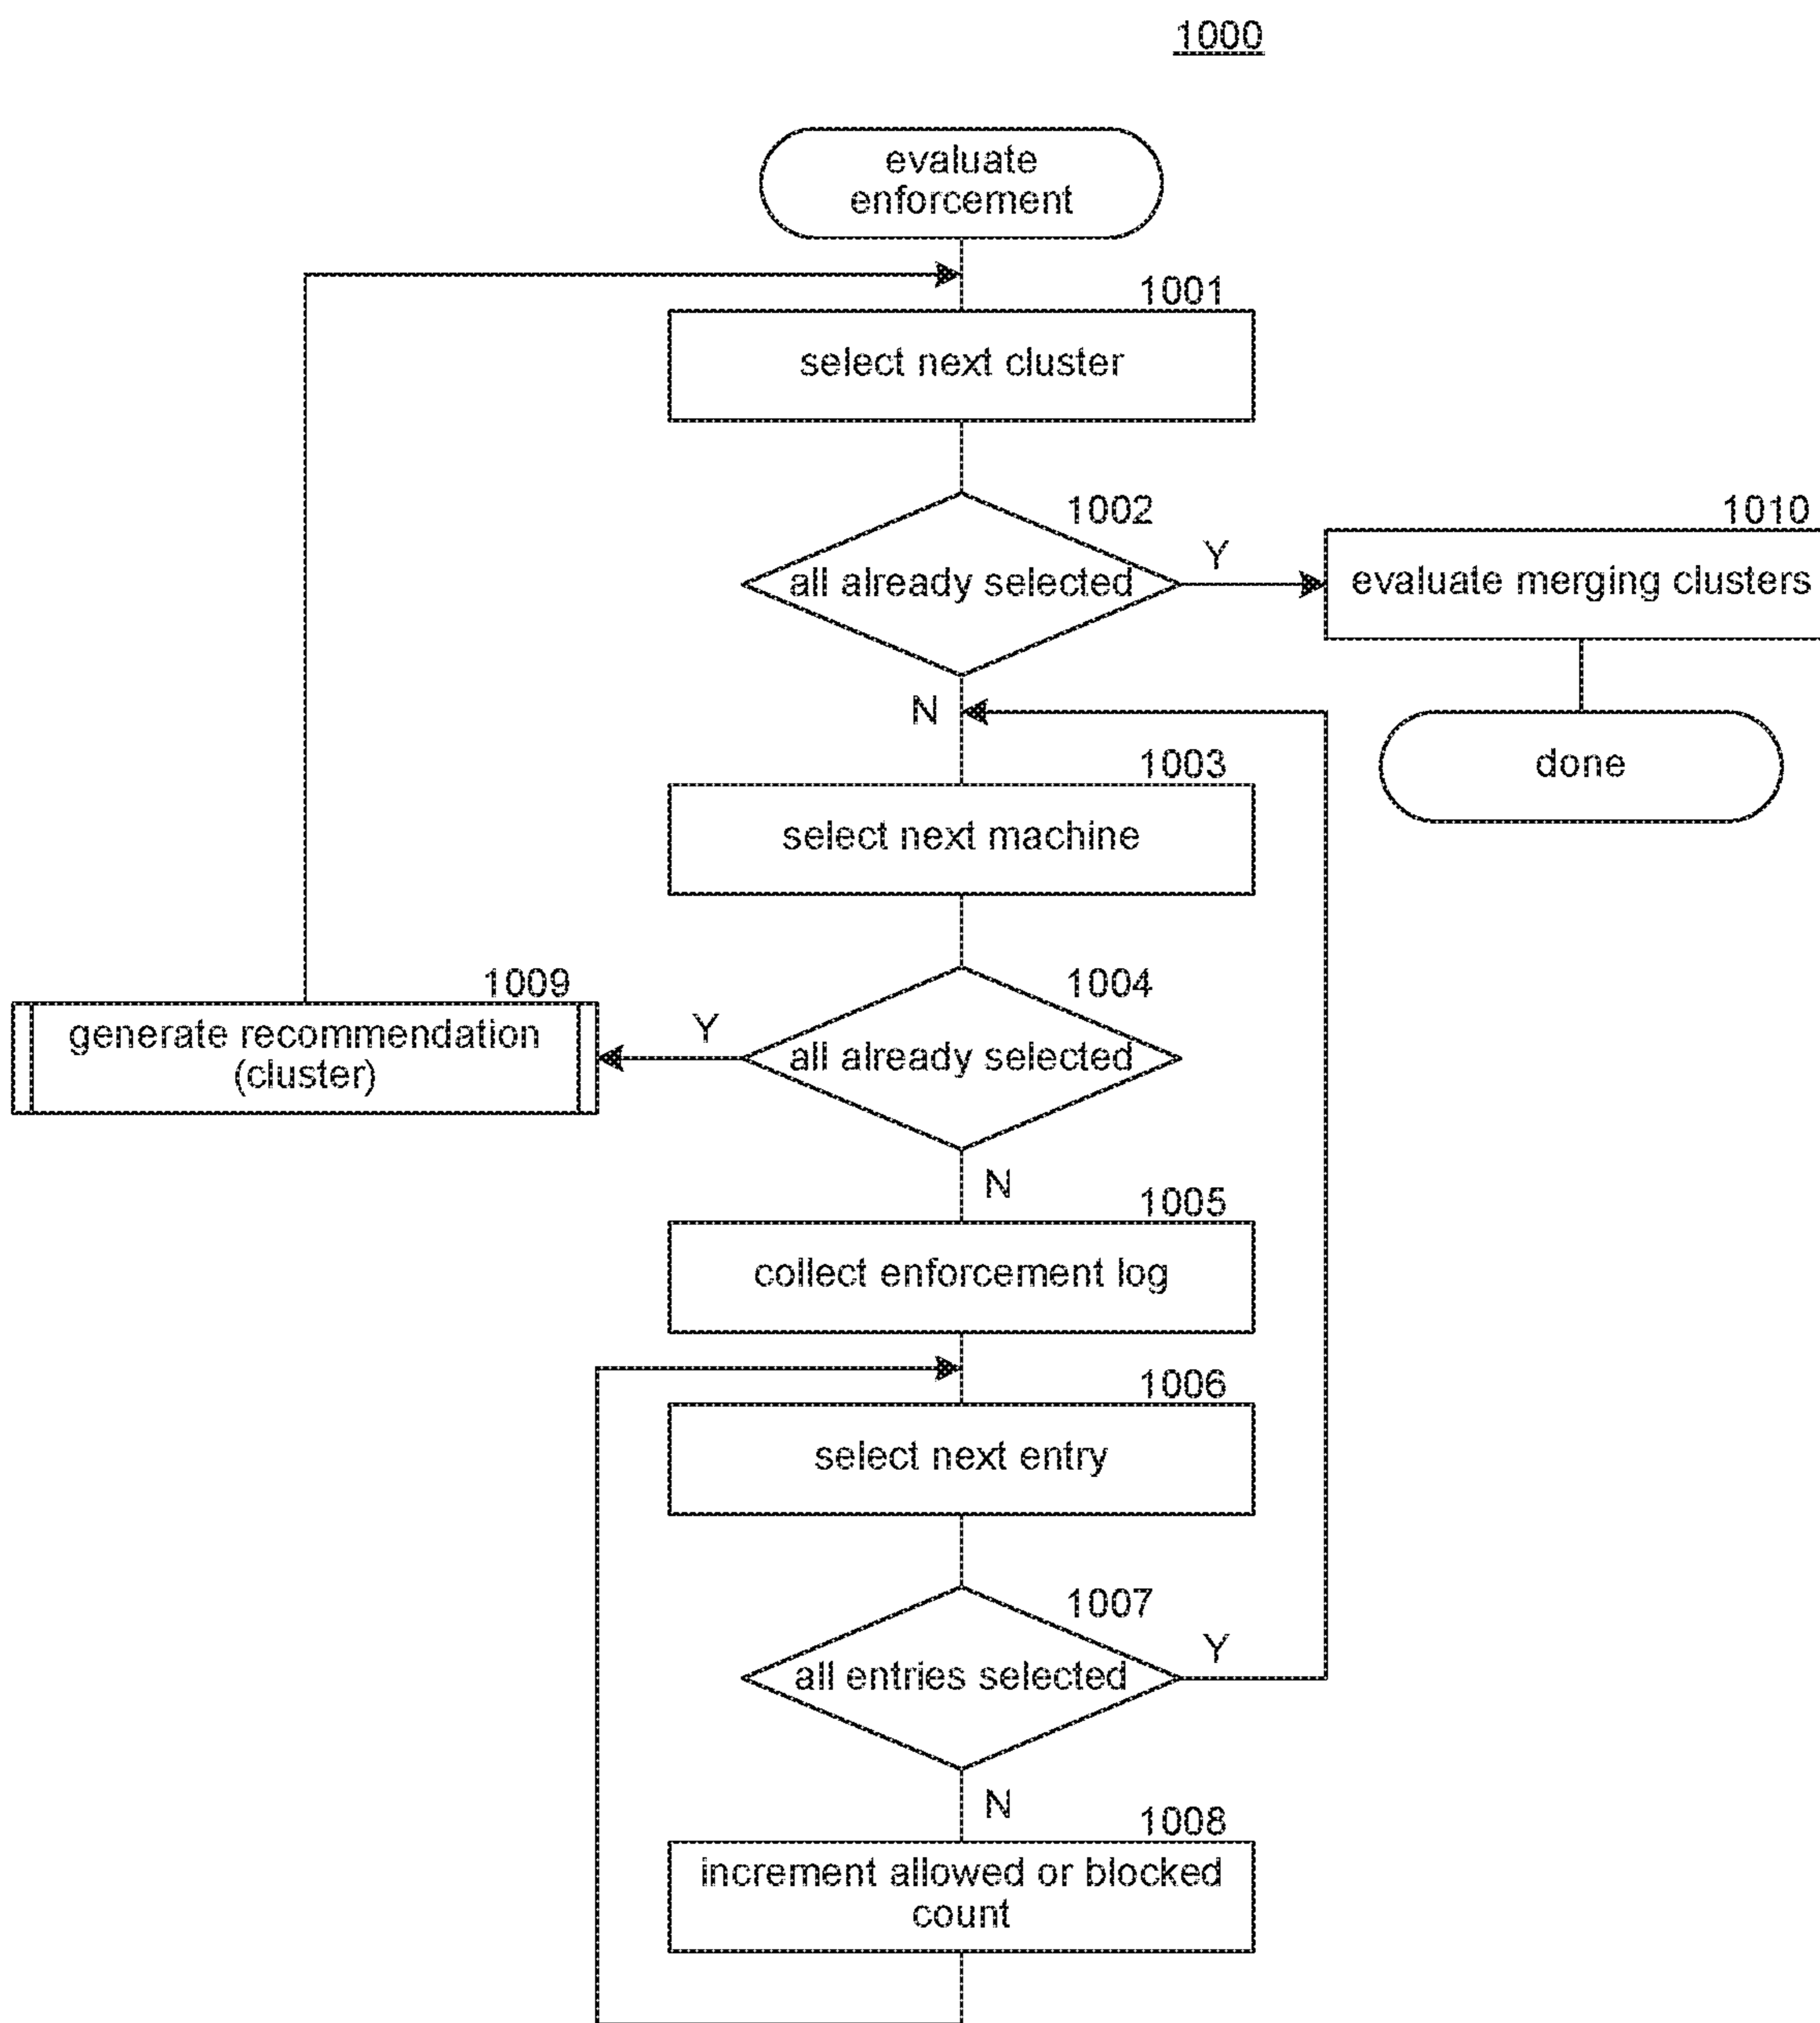 1000
evaluate
enforcement
1001
select next cluster
1002
all already selected
Y
1010
evaluate merging clusters
done
N
1003
select next machine
1004
all already selected
Y
1009
generate recommendation
(cluster)
N
1005
collect enforcement log
1006
select next entry
1007
all entries selected
Y
N
1008
increment allowed or blocked
count